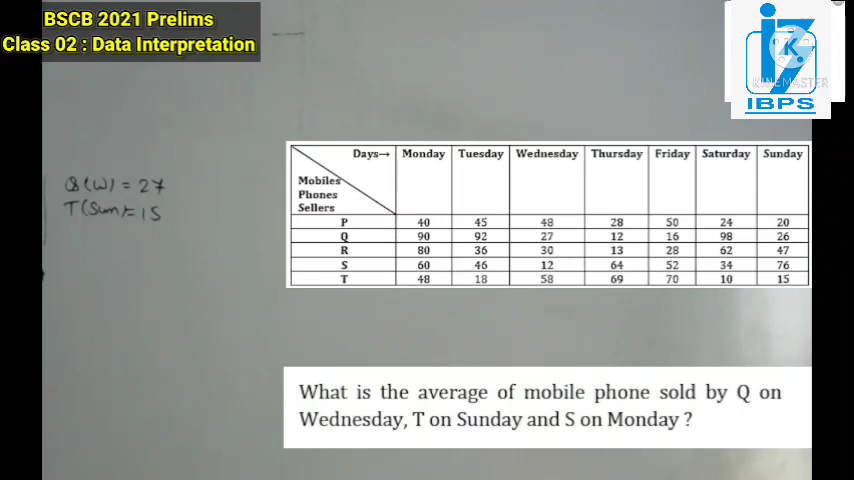 BSCB 2021 Prelims
Class 02 : Data Interpretation
K
KINEMASTER
IBPS
Q(W) = 27
T(Sun)= 15
Days→ Monday Tuesday Wednesday Thursday Friday Saturday Sunday
Mobiles
Phones
Sellers
P 40 45 48 28 50 24 20
Q 90 92 27 12 16 98 26
R 80 36 30 13 28 62 47
S 60 46 12 64 52 34 76
T 48 18 58 69 70 10 15
What is the average of mobile phone sold by Q on
Wednesday, T on Sunday and S on Monday ?